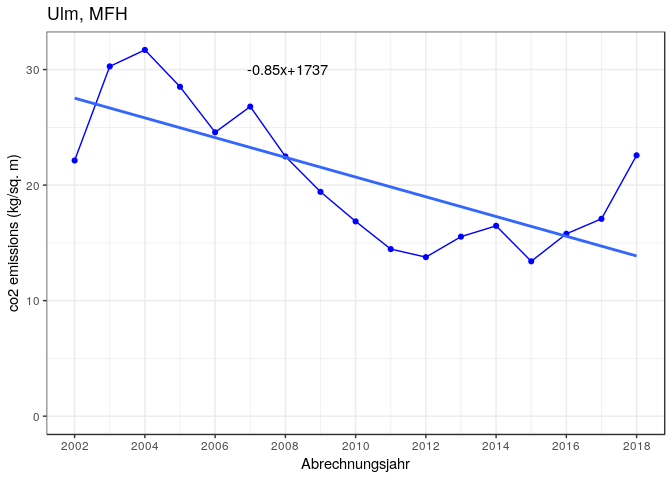 Ulm, MFH
-0.85x+1737
co2 emissions (kg/sq. m)
30
20
10
0
2002 2004 2006 2008 2010 2012 2014 2016 2018
Abrechnungsjahr